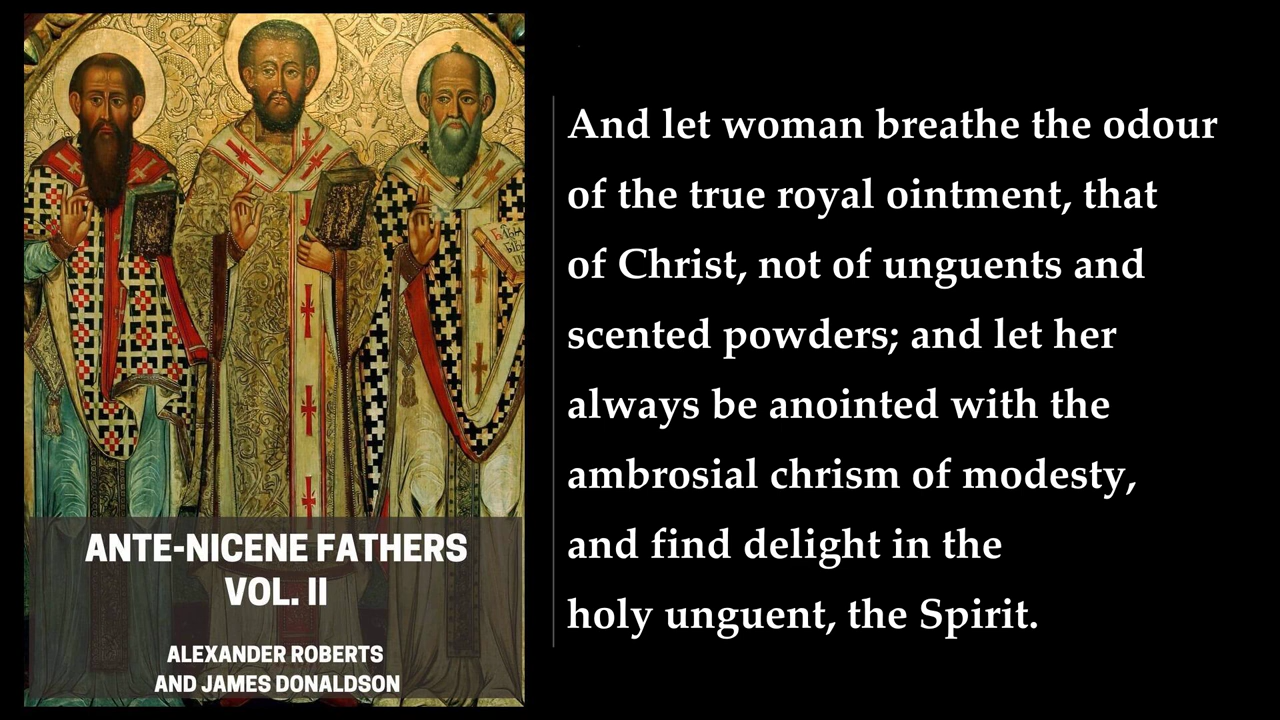 ANTE-NICENE FATHERS
VOL. II
ALEXANDER ROBERTS
AND JAMES DONALDSON
And let woman breathe the odour
of the true royal ointment, that
of Christ, not of unguents and
scented powders; and let her
always be anointed with the
ambrosial chrism of modesty,
and find delight in the
holy unguent, the Spirit.